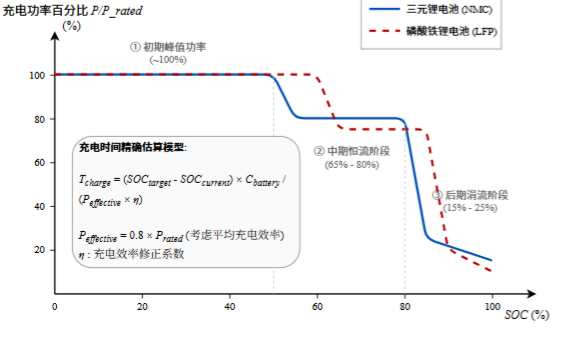 充电功率百分比 P/P_rated
(%)
三元锂电池 (NMC)
磷酸铁锂电池 (LFP)
① 初期峰值功率
(~100%)
100
80
60
40
20
充电时间精确估算模型:
T_charge = (SOC_target - SOC_current) × C_battery /
(P_effective × η)
P_effective = 0.8 × P_rated (考虑平均充电效率)
η : 充电效率修正系数
② 中期恒流阶段
(65% - 80%)
③ 后期涓流阶段
(15% - 25%)
0
20
40
60
80
100
SOC (%)